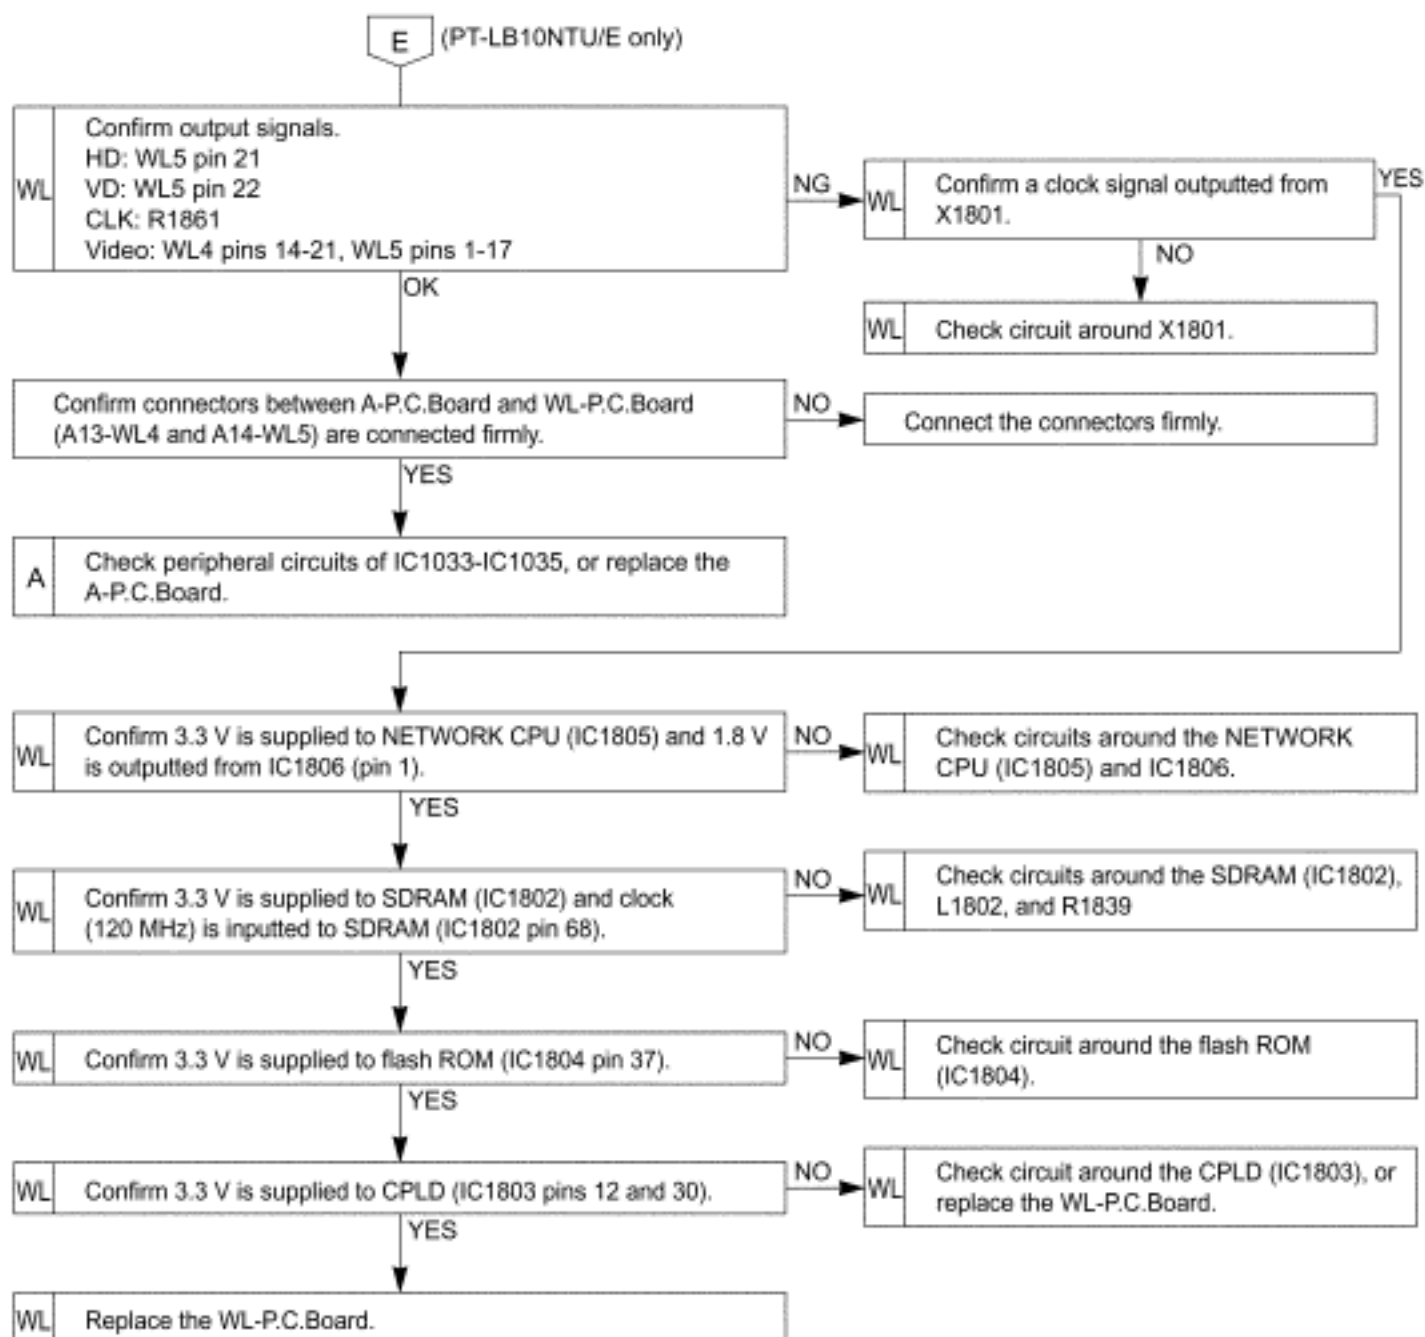 E
(PT-LB10NTU/E only)
WL
Confirm output signals.
HD: WL5 pin 21
VD: WL5 pin 22
CLK: R1861
Video: WL4 pins 14-21, WL5 pins 1-17
NG
WL
Confirm a clock signal outputted from
X1801.
YES
NO
WL
Check circuit around X1801.
OK
Confirm connectors between A-P.C.Board and WL-P.C.Board
(A13-WL4 and A14-WL5) are connected firmly.
NO
Connect the connectors firmly.
YES
A
Check peripheral circuits of IC1033-IC1035, or replace the
A-P.C.Board.
WL
Confirm 3.3 V is supplied to NETWORK CPU (IC1805) and 1.8 V
is outputted from IC1806 (pin 1).
NO
WL
Check circuits around the NETWORK
CPU (IC1805) and IC1806.
YES
WL
Confirm 3.3 V is supplied to SDRAM (IC1802) and clock
(120 MHz) is inputted to SDRAM (IC1802 pin 68).
NO
WL
Check circuits around the SDRAM (IC1802),
L1802, and R1839
YES
WL
Confirm 3.3 V is supplied to flash ROM (IC1804 pin 37).
NO
WL
Check circuit around the flash ROM
(IC1804).
YES
WL
Confirm 3.3 V is supplied to CPLD (IC1803 pins 12 and 30).
NO
WL
Check circuit around the CPLD (IC1803), or
replace the WL-P.C.Board.
YES
WL
Replace the WL-P.C.Board.